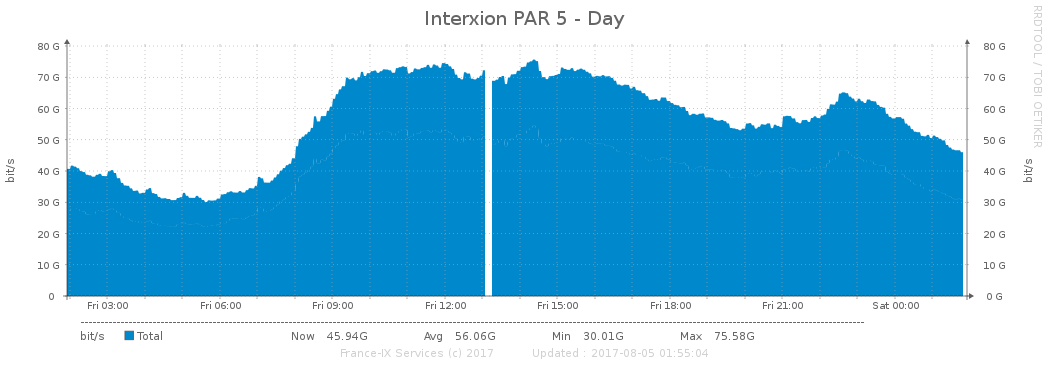 Interxion PAR 5 - Day
RRDTOOL / TOBI OETIKER
80 G 80 G
70 G 70 G
60 G 60 G
50 G 50 G
40 G 40 G
30 G 30 G
20 G 20 G
10 G 10 G
0 0 G
bit/s bit/s
Fri 03:00 Fri 06:00 Fri 09:00 Fri 12:00 Fri 15:00 Fri 18:00 Fri 21:00 Sat 00:00
bit/s Total Now 45.94G Avg 56.06G Min 30.01G Max 75.58G
France-IX Services (c) 2017 Updated : 2017-08-05 01:55:04